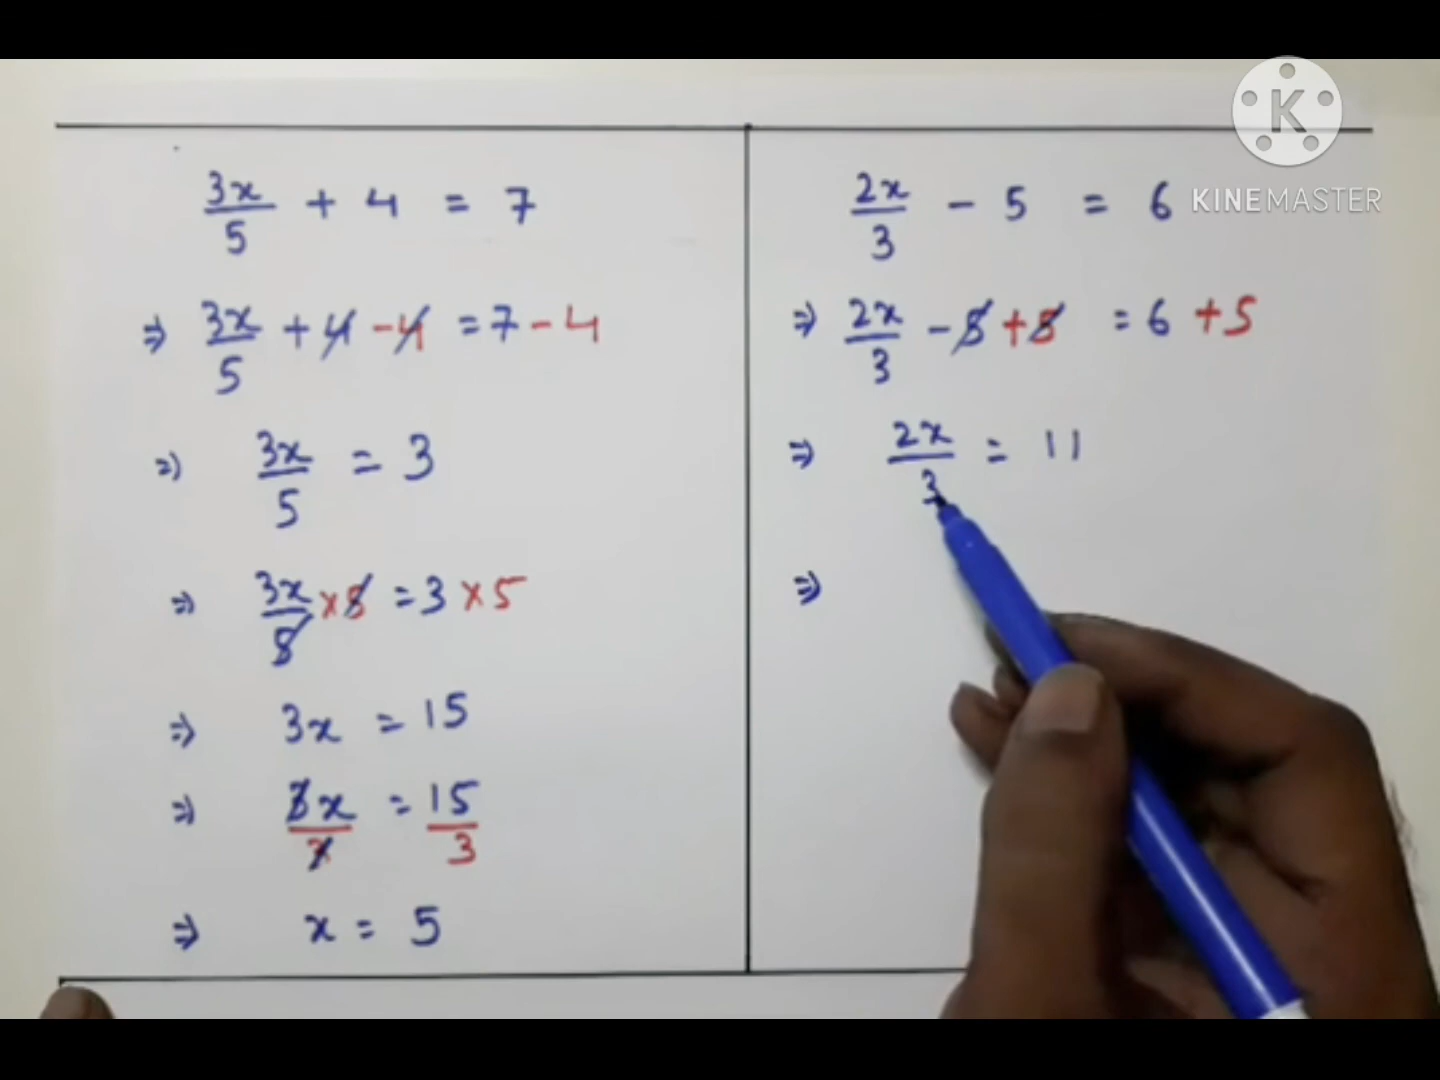 3x/5 + 4 = 7
⇒ 3x/5 + 4 - 4 = 7 - 4
⇒ 3x/5 = 3
⇒ 3x/5 × 5 = 3 × 5
⇒ 3x = 15
⇒ 3x/3 = 15/3
⇒ x = 5
K
KINEMASTER
2x/3 - 5 = 6
⇒ 2x/3 - 5 + 5 = 6 + 5
⇒ 2x/3 = 11
⇒